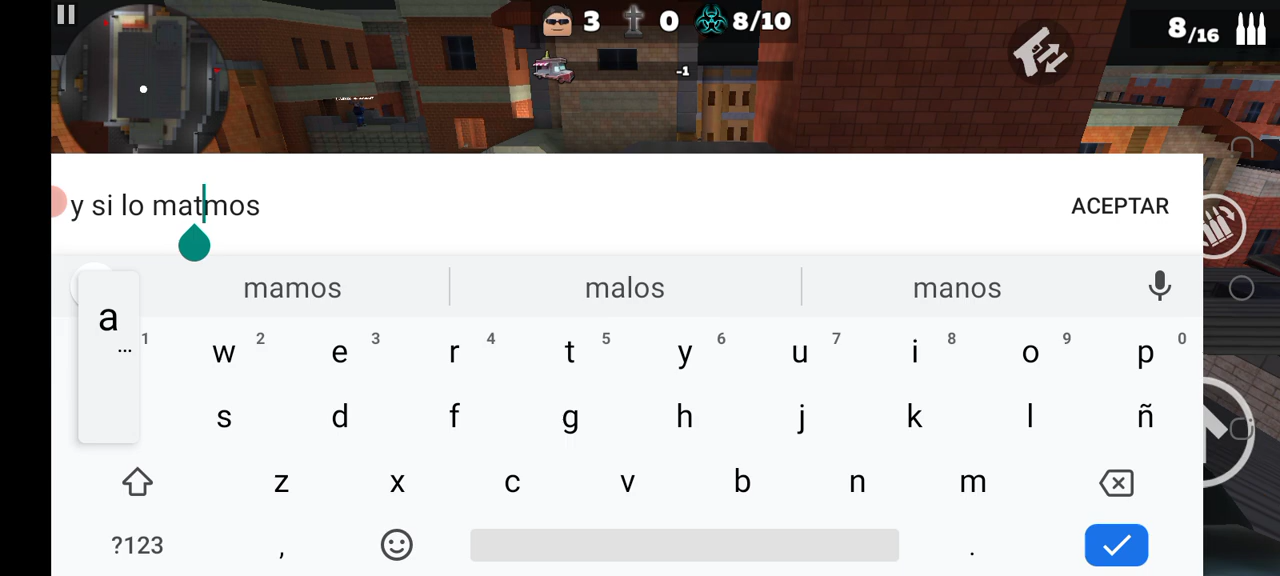 3 0 8/10
8/16
-1
y si lo matmos
ACEPTAR
mamos malos manos
a
...
1 w 2 e 3 r 4 t 5 y 6 u 7 i 8 o 9 p 0
s d f g h j k l ñ
z x c v b n m
?123 , .